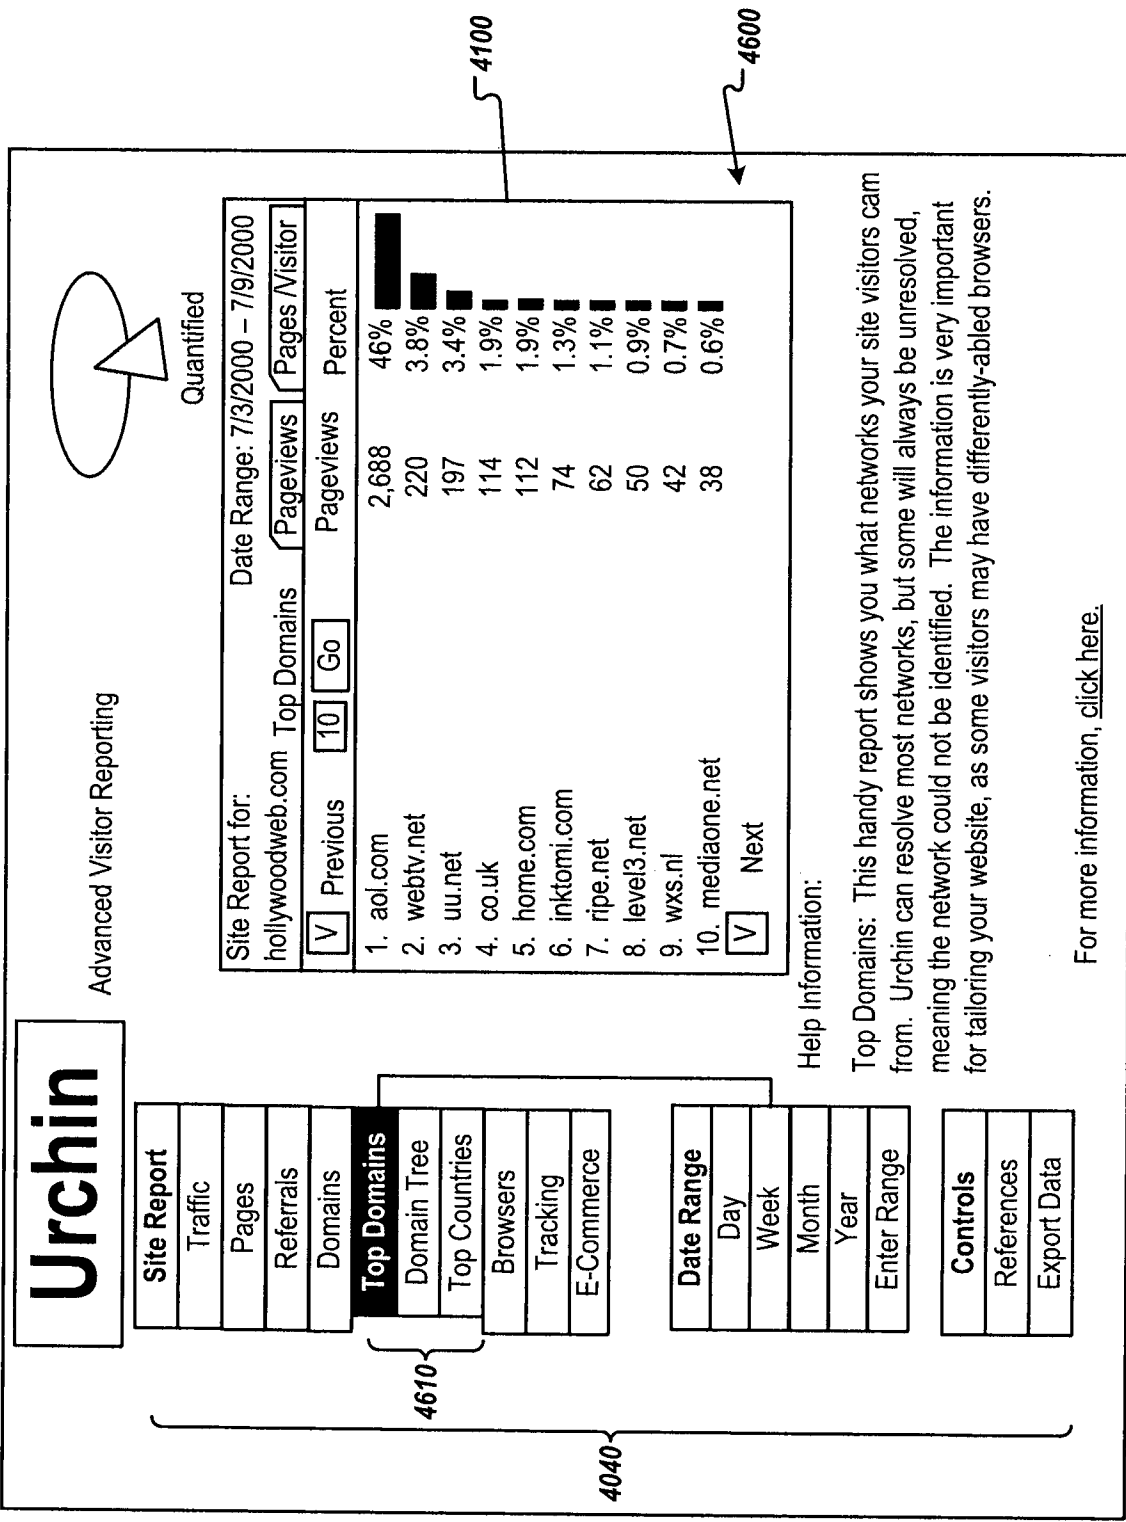 Urchin
Advanced Visitor Reporting
Quantified
Site Report
Traffic
Pages
Referrals
Domains
Top Domains
Domain Tree
Top Countries
Browsers
Tracking
E-Commerce
Date Range
Day
Week
Month
Year
Enter Range
Controls
References
Export Data
4610
4040
Site Report for: Date Range: 7/3/2000 – 7/9/2000
hollywoodweb.com Top Domains Pageviews Pages /Visitor
V Previous 10 Go Pageviews Percent
1. aol.com 2,688 46%
2. webtv.net 220 3.8%
3. uu.net 197 3.4%
4. co.uk 114 1.9%
5. home.com 112 1.9%
6. inktomi.com 74 1.3%
7. ripe.net 62 1.1%
8. level3.net 50 0.9%
9. wxs.nl 42 0.7%
10. mediaone.net 38 0.6%
V Next
4100
4600
Help Information:
Top Domains: This handy report shows you what networks your site visitors cam
from. Urchin can resolve most networks, but some will always be unresolved,
meaning the network could not be identified. The information is very important
for tailoring your website, as some visitors may have differently-abled browsers.
For more information, click here.